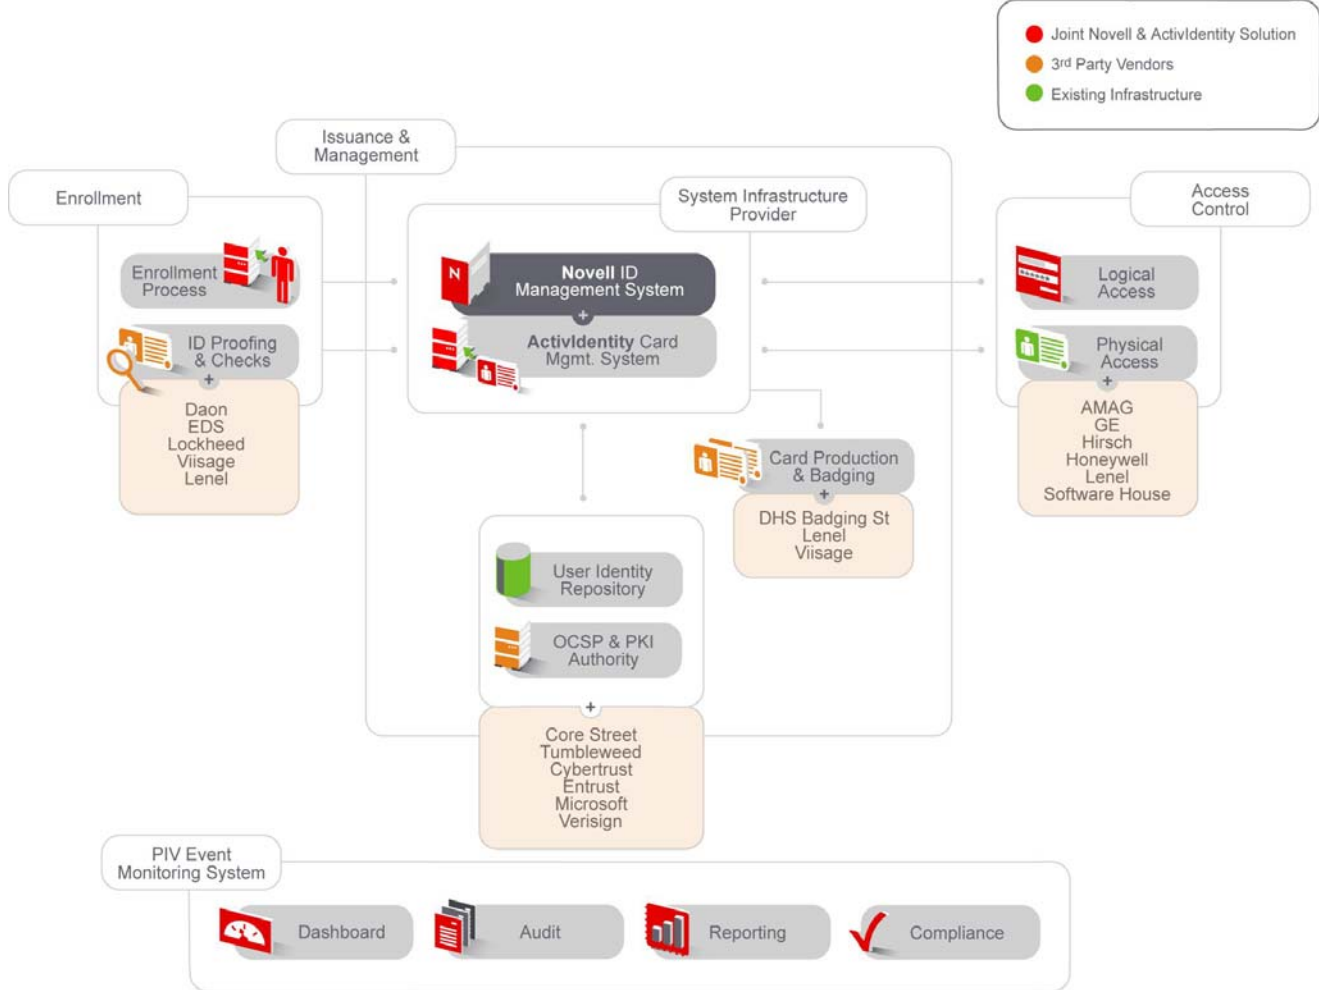 Joint Novell & ActivIdentity Solution
3rd Party Vendors
Existing Infrastructure
Issuance &
Management
Enrollment
System Infrastructure
Provider
Access
Control
Enrollment
Process
ID Proofing
& Checks
+
Daon
EDS
Lockheed
Viisage
Lenel
N
Novell ID
Management System
+
ActivIdentity Card
Mgmt. System
Logical
Access
Physical
Access
+
AMAG
GE
Hirsch
Honeywell
Lenel
Software House
Card Production
& Badging
+
DHS Badging St
Lenel
Viisage
User Identity
Repository
OCSP & PKI
Authority
+
Core Street
Tumbleweed
Cybertrust
Entrust
Microsoft
Verisign
PIV Event
Monitoring System
Dashboard
Audit
Reporting
Compliance